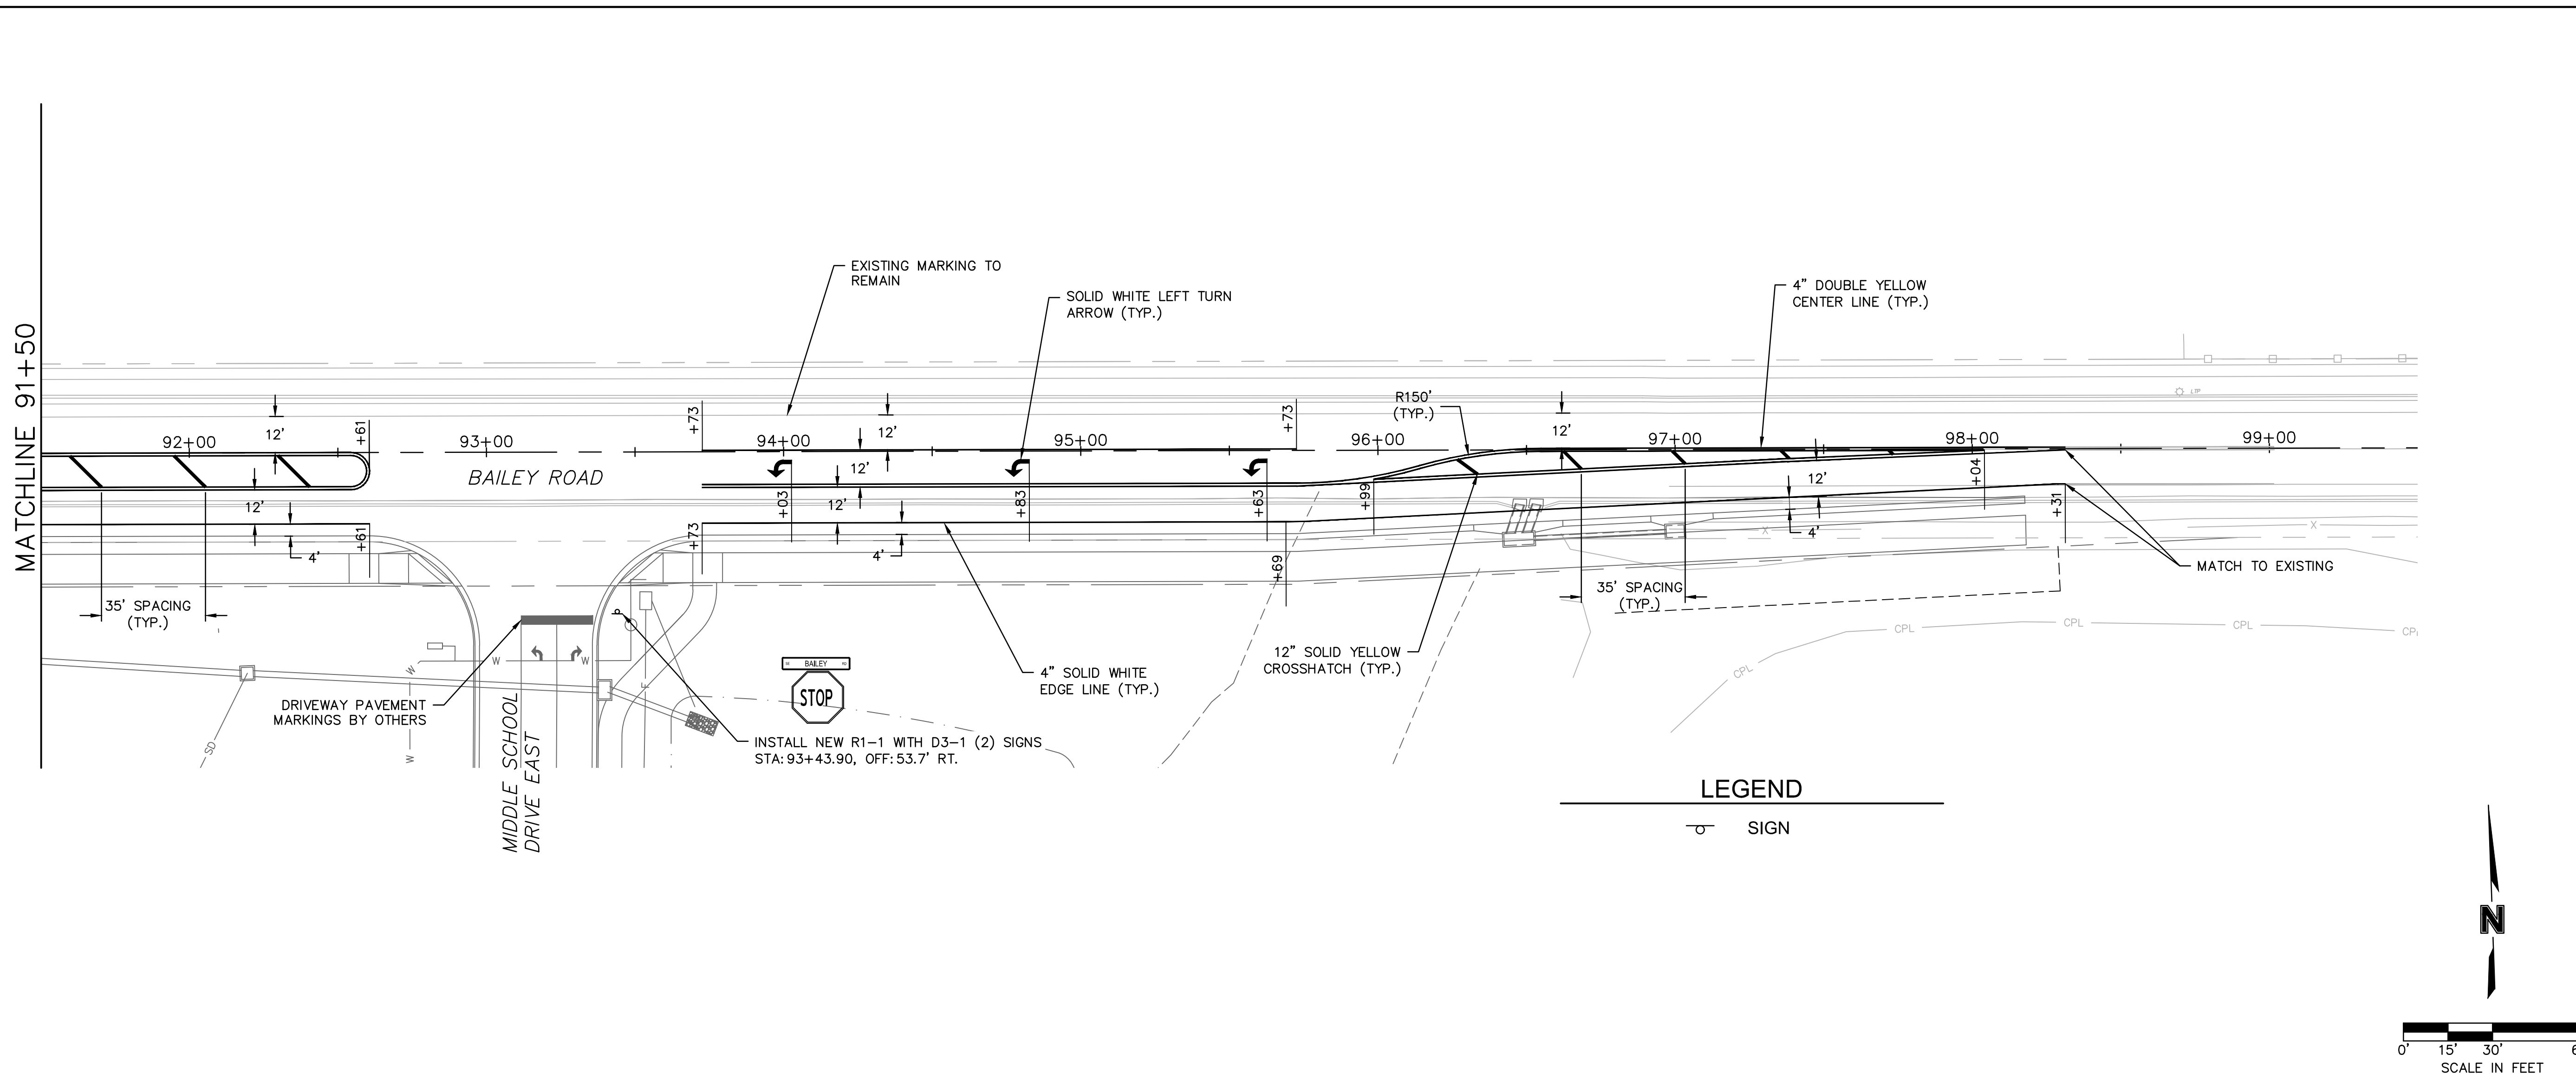 EXISTING MARKING TO
REMAIN
SOLID WHITE LEFT TURN
ARROW (TYP.)
4" DOUBLE YELLOW
CENTER LINE (TYP.)
MATCHLINE 91+50
R150'
(TYP.)
12'
+61
+73
12'
+73
12'
92+00
93+00
94+00
95+00
96+00
97+00
98+00
99+00
BAILEY ROAD
12'
12'
12'
+03
+83
+63
+99
12'
+04
+31
+61
4'
+73
4'
+69
4'
X
X
MATCH TO EXISTING
35' SPACING
(TYP.)
35' SPACING
(TYP.)
CPL
CPL
CPL
CPL
CPL
W
W
W
W
SD
BAILEY
STOP
12" SOLID YELLOW
CROSSHATCH (TYP.)
4" SOLID WHITE
EDGE LINE (TYP.)
DRIVEWAY PAVEMENT
MARKINGS BY OTHERS
INSTALL NEW R1-1 WITH D3-1 (2) SIGNS
STA: 93+43.90, OFF: 53.7' RT.
MIDDLE SCHOOL
DRIVE EAST
LEGEND
SIGN
N
0' 15' 30' 6
SCALE IN FEET